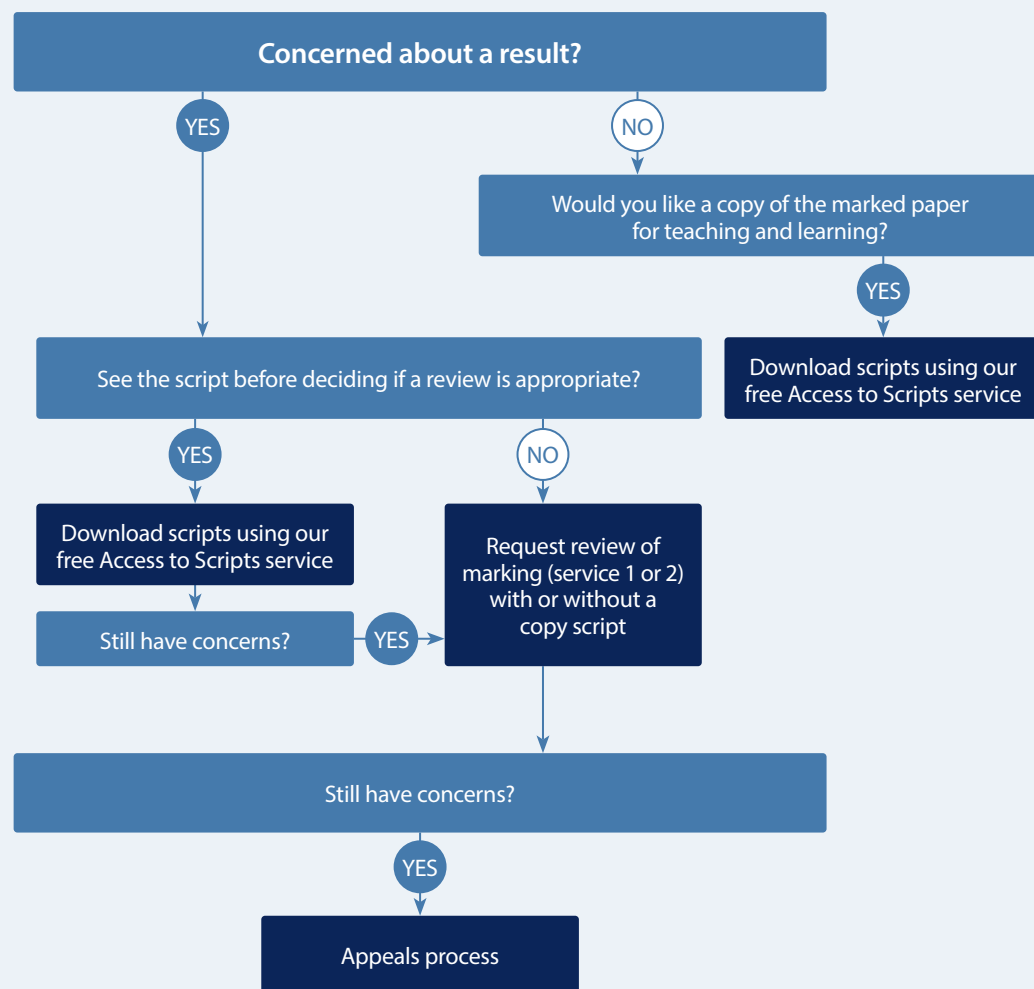 Concerned about a result?
YES
NO
Would you like a copy of the marked paper
for teaching and learning?
YES
Download scripts using our
free Access to Scripts service
See the script before deciding if a review is appropriate?
YES
NO
Download scripts using our
free Access to Scripts service
Still have concerns?
YES
Request review of
marking (service 1 or 2)
with or without a
copy script
Still have concerns?
YES
Appeals process